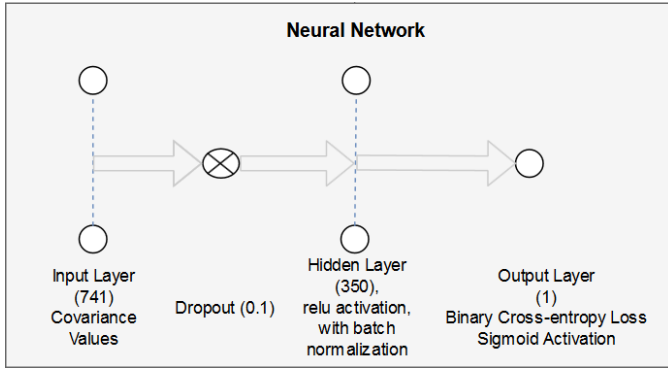 Neural Network
Input Layer
(741)
Covariance
Values
Dropout (0.1)
Hidden Layer
(350),
relu activation,
with batch
normalization
Output Layer
(1)
Binary Cross-entropy Loss
Sigmoid Activation